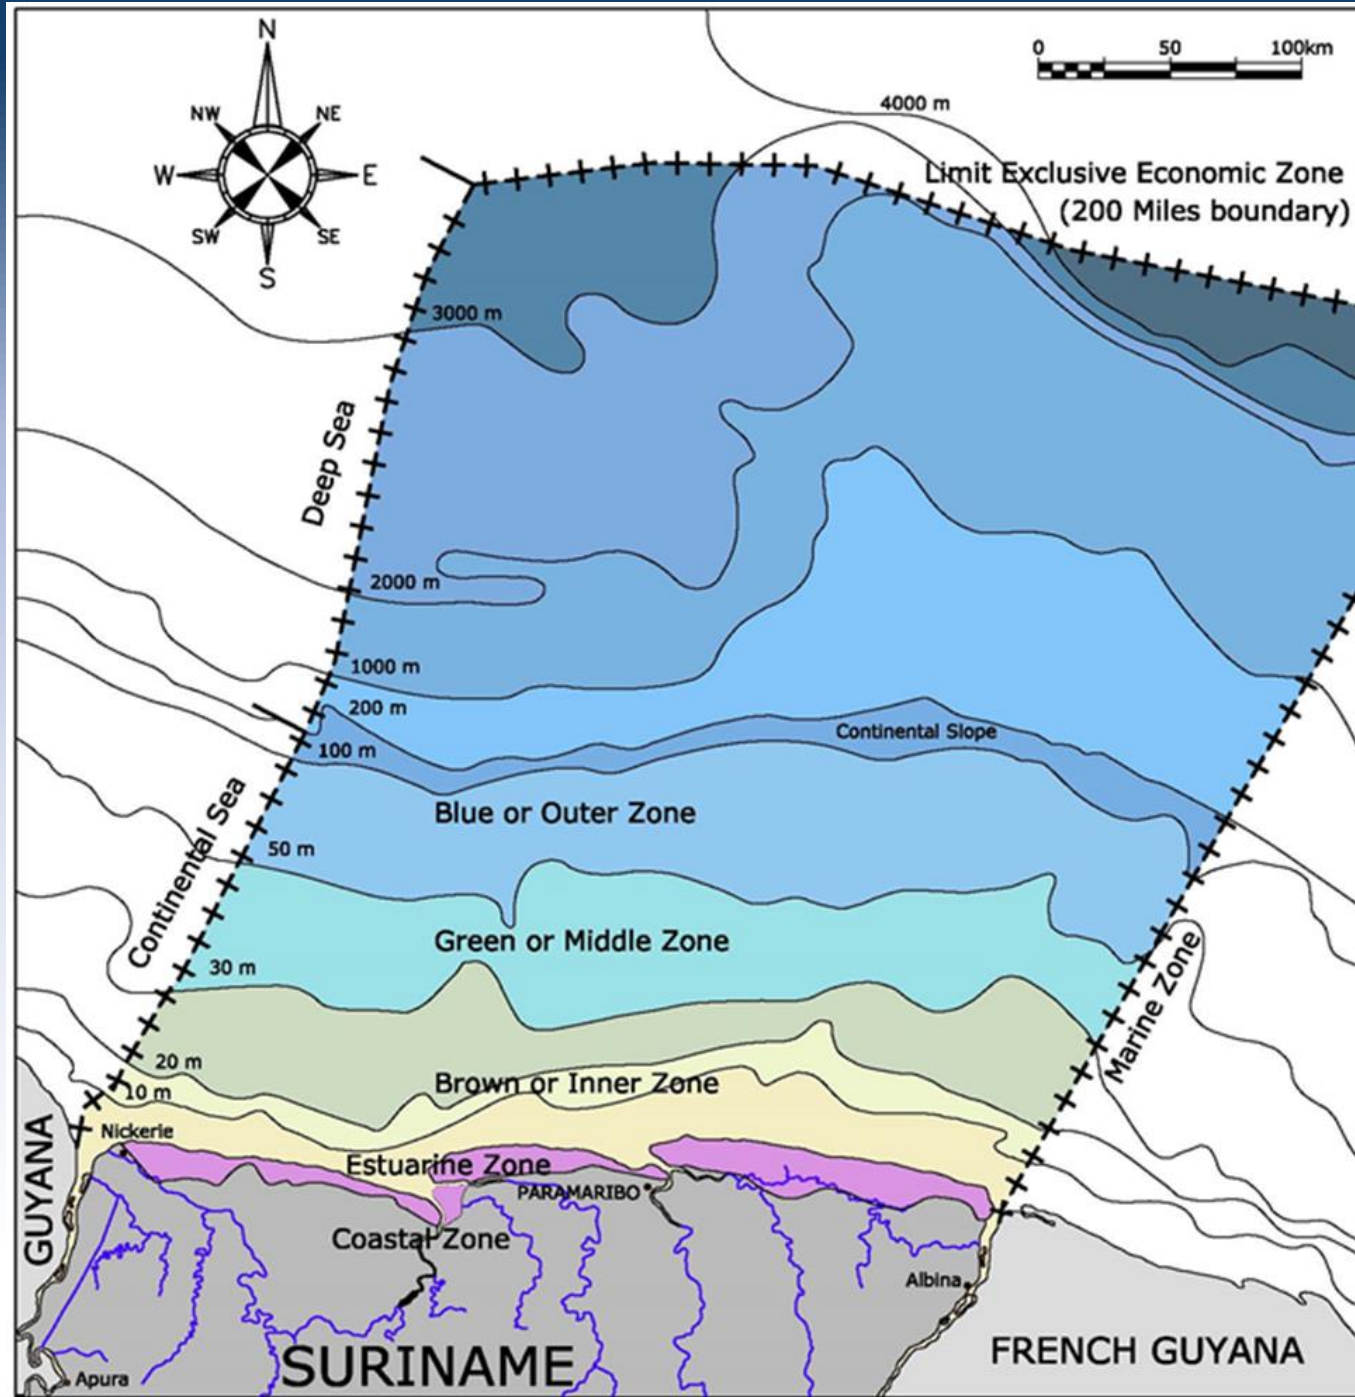 N
NW
NE
W
E
SW
SE
S
0 50 100km
4000 m
Limit Exclusive Economic Zone
(200 Miles boundary)
3000 m
Deep Sea
2000 m
1000 m
200 m
100 m
Continental Slope
Blue or Outer Zone
Continental Sea
50 m
Green or Middle Zone
30 m
Marine Zone
20 m
Brown or Inner Zone
10 m
Nickerie
GUYANA
Estuarine Zone
PARAMARIBO
Coastal Zone
Albina
SURINAME
FRENCH GUYANA
Apura